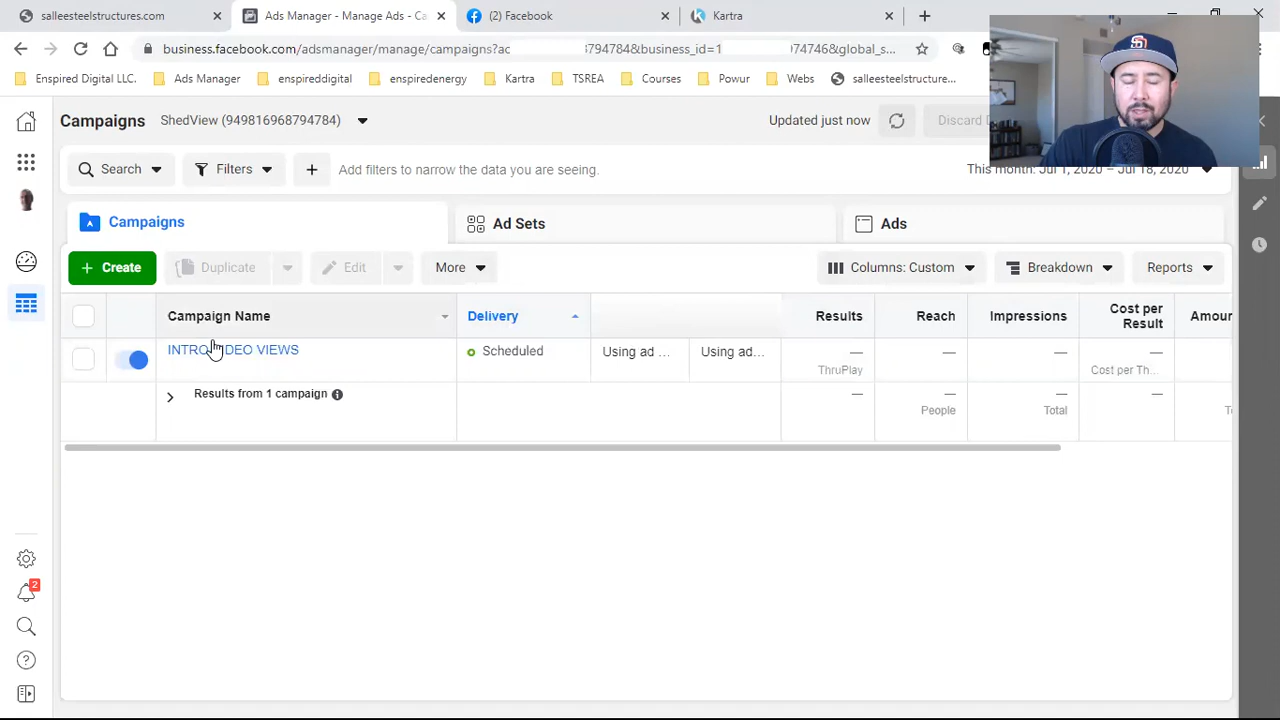 salleesteelstructures.com
Ads Manager - Manage Ads - Ca
(2) Facebook
Kartra
business.facebook.com/adsmanager/manage/campaigns?ac 3794784&business_id=1 74746&global_s...
Enspired Digital LLC.
Ads Manager
enspireddigital
enspiredenergy
Kartra
TSREA
Courses
Powur
Webs
salleesteelstructure...
Campaigns
ShedView (949816968794784)
Updated just now
Discard D
Search
Filters
Add filters to narrow the data you are seeing.
This month: Jul 1, 2020 – Jul 18, 2020
Campaigns
Ad Sets
Ads
+ Create
Duplicate
Edit
More
Columns: Custom
Breakdown
Reports
Campaign Name
Delivery
Results
Reach
Impressions
Cost per
Result
Amour
INTRO VIDEO VIEWS
Scheduled
Using ad ...
Using ad...
—
—
—
—
ThruPlay
Cost per Th...
Results from 1 campaign
—
—
—
—
People
Total
To
2